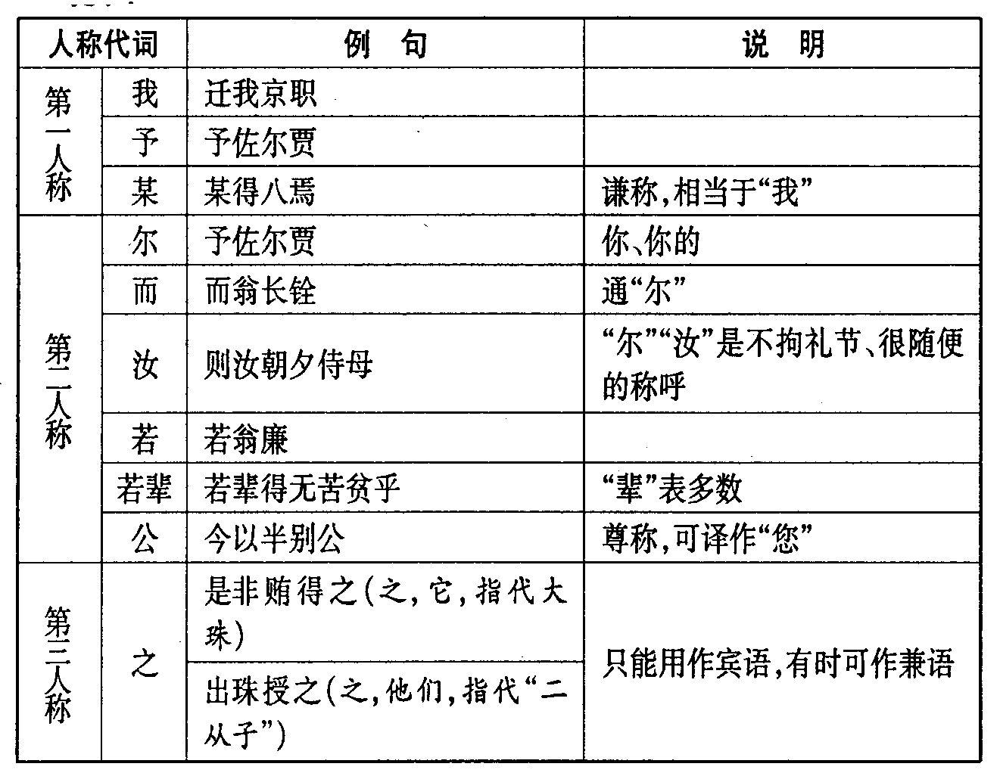 人称代词 例 句 说 明
第一人称
我 迁我京职
予 予佐尔贾
某 某得八焉 谦称,相当于“我”
第二人称
尔 予佐尔贾 你、你的
而 而翁长铨 通“尔”
汝 则汝朝夕侍母 “尔”“汝”是不拘礼节、很随便
的称呼
若 若翁廉
若辈 若辈得无苦贫乎 “辈”表多数
公 今以半别公 尊称,可译作“您”
第三人称
之
是非贿得之(之,它,指代大
珠)
出珠授之(之,他们,指代“二
从子”)
只能用作宾语,有时可作兼语